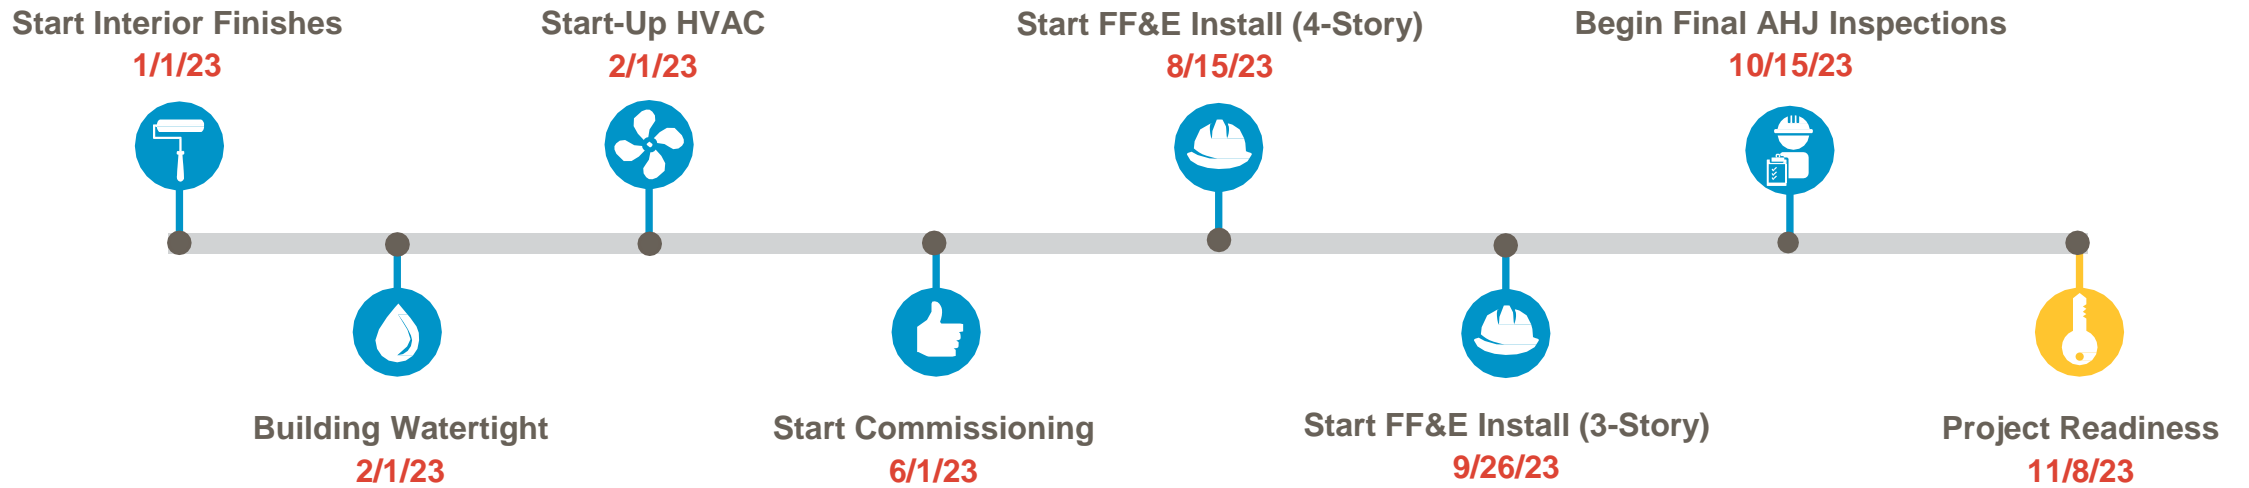 Start Interior Finishes
1/1/23
Start-Up HVAC
2/1/23
Start FF&E Install (4-Story)
8/15/23
Begin Final AHJ Inspections
10/15/23
Building Watertight
2/1/23
Start Commissioning
6/1/23
Start FF&E Install (3-Story)
9/26/23
Project Readiness
11/8/23